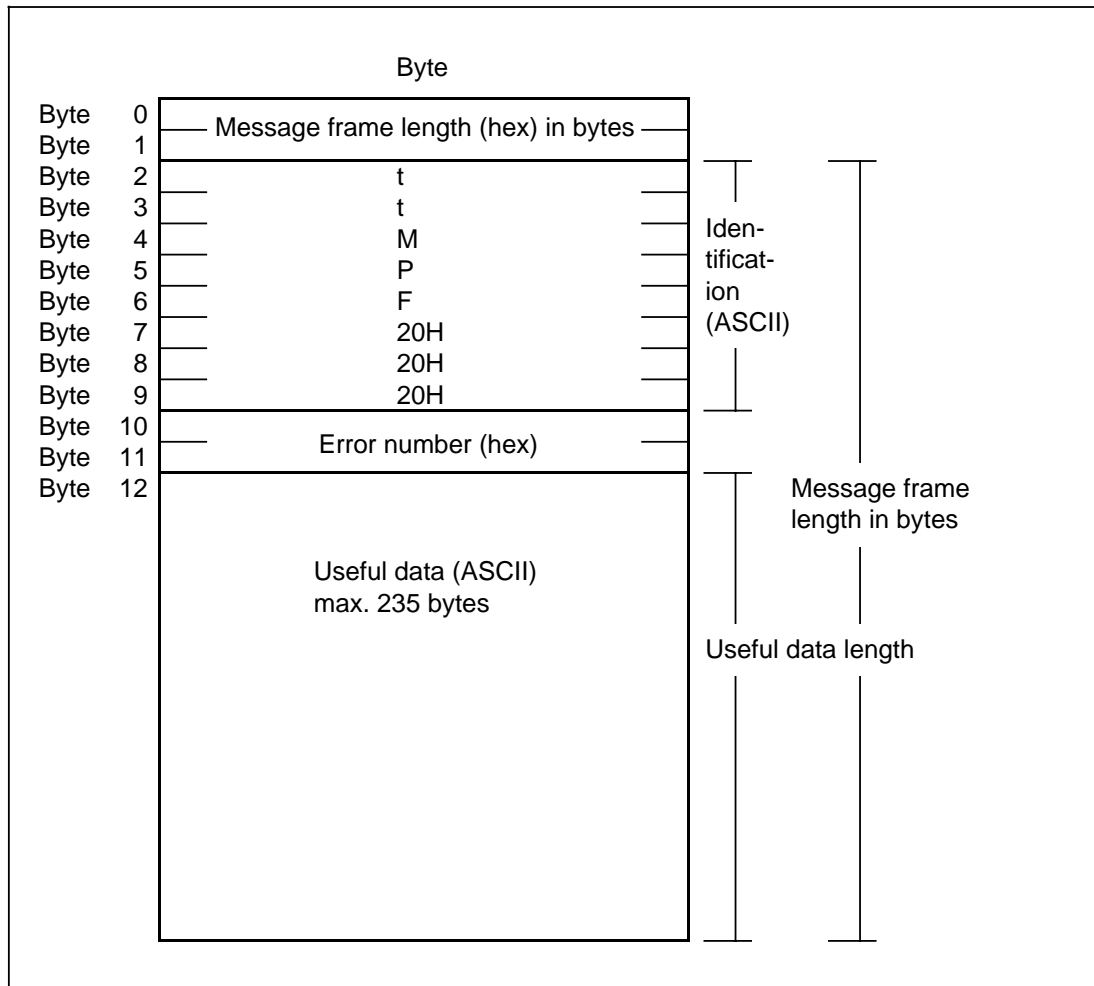 Byte
Byte 0
Message frame length (hex) in bytes
Byte 1
Byte 2 t
Byte 3 t
Byte 4 M
Byte 5 P
Byte 6 F
Byte 7 20H
Byte 8 20H
Byte 9 20H
Iden-
tificat-
ion
(ASCII)
Byte 10
Error number (hex)
Byte 11
Byte 12
Message frame
length in bytes
Useful data (ASCII)
max. 235 bytes
Useful data length